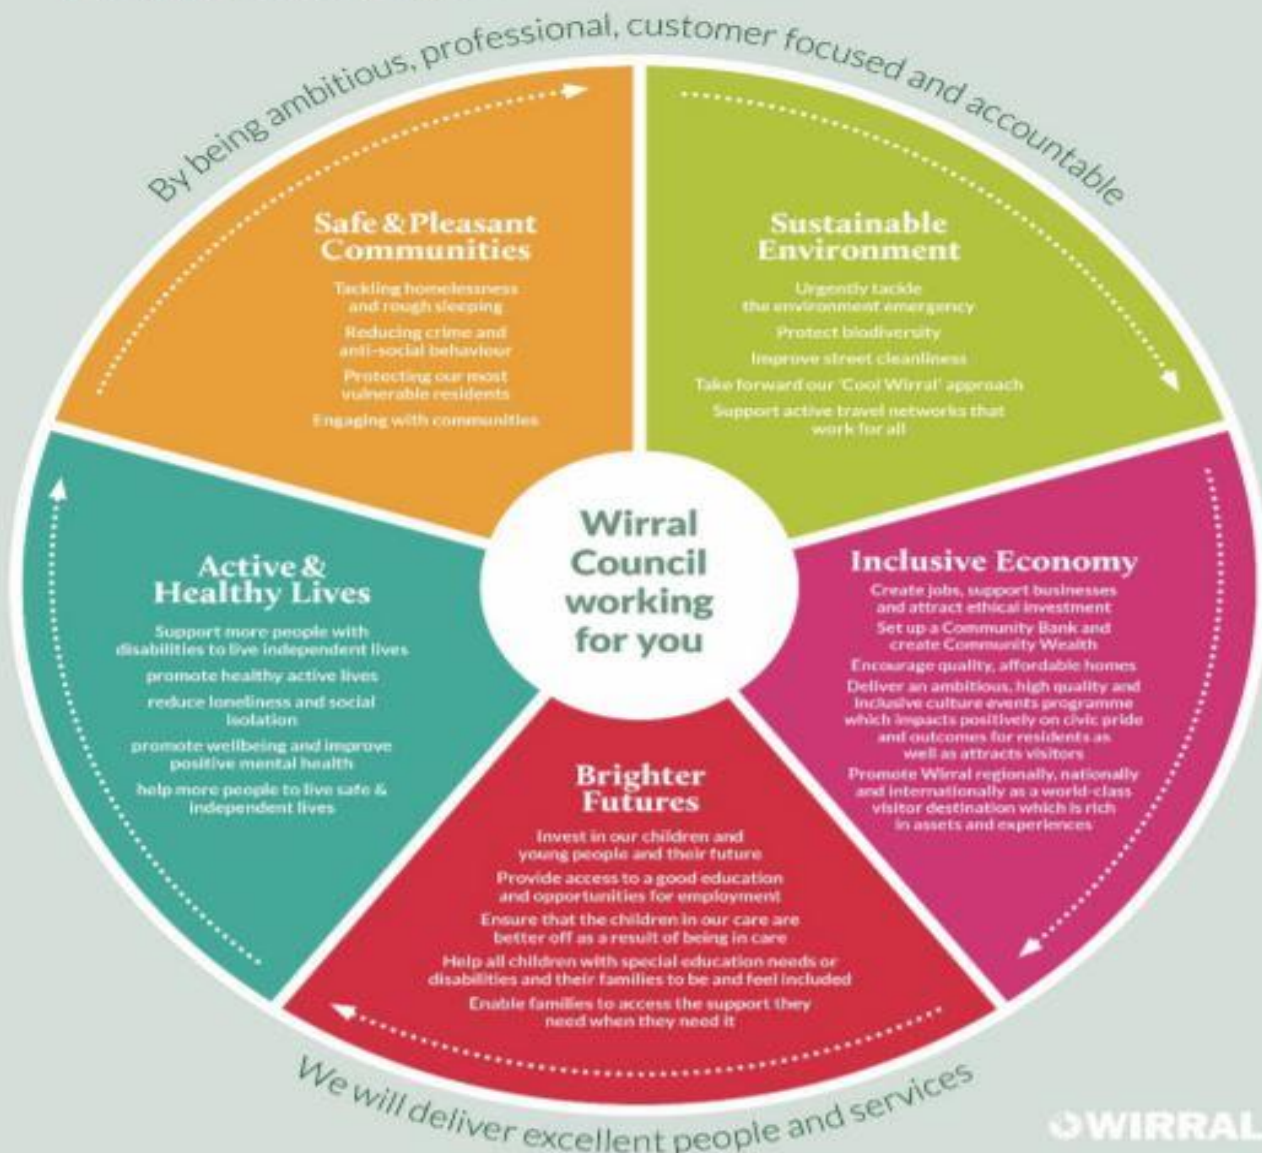 By being ambitious, professional, customer focused and accountable
Safe & Pleasant
Communities
Tackling homelessness
and rough sleeping
Reducing crime and
anti-social behaviour
Protecting our most
vulnerable residents
Engaging with communities
Sustainable
Environment
Urgently tackle
the environment emergency
Protect biodiversity
Improve street cleanliness
Take forward our 'Cool Wirral' approach
Support active travel networks that
work for all
Inclusive Economy
Create jobs, support businesses
and attract ethical investment
Set up a Community Bank and
create Community Wealth
Encourage quality, affordable homes
Deliver an ambitious, high quality and
inclusive culture events programme
which impacts positively on civic pride
and outcomes for residents as
well as attracts visitors
Promote Wirral regionally, nationally
and internationally as a world-class
visitor destination which is rich
in assets and experiences
Brighter
Futures
Invest in our children and
young people and their future
Provide access to a good education
and opportunities for employment
Ensure that the children in our care are
better off as a result of being in care
Help all children with special education needs or
disabilities and their families to be and feel included
Enable families to access the support they
need when they need it
Active &
Healthy Lives
Support more people with
disabilities to live independent lives
promote healthy active lives
reduce loneliness and social
isolation
promote wellbeing and improve
positive mental health
help more people to live safe &
independent lives
Wirral
Council
working
for you
We will deliver excellent people and services
WIRRAL